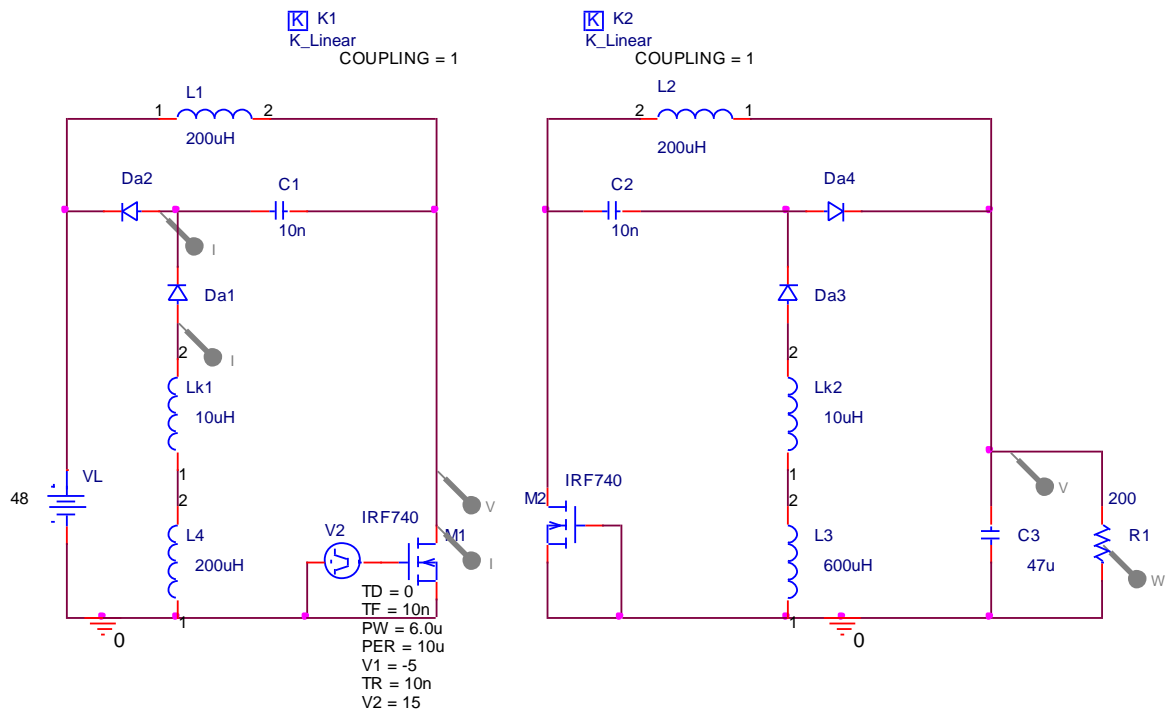 K K1
K_Linear
COUPLING = 1
K K2
K_Linear
COUPLING = 1
L1
1 2
200uH
L2
2 1
200uH
Da2
C1
10n
I
C2
10n
Da4
Da1
I
Da3
2
Lk1
10uH
1
2
Lk2
10uH
1
VL
48
2
L4
200uH
1
0
V2
IRF740
M1
V
I
TD = 0
TF = 10n
PW = 6.0u
PER = 10u
V1 = -5
TR = 10n
V2 = 15
M2
IRF740
2
L3
600uH
1
0
V
C3
47u
200
R1
W